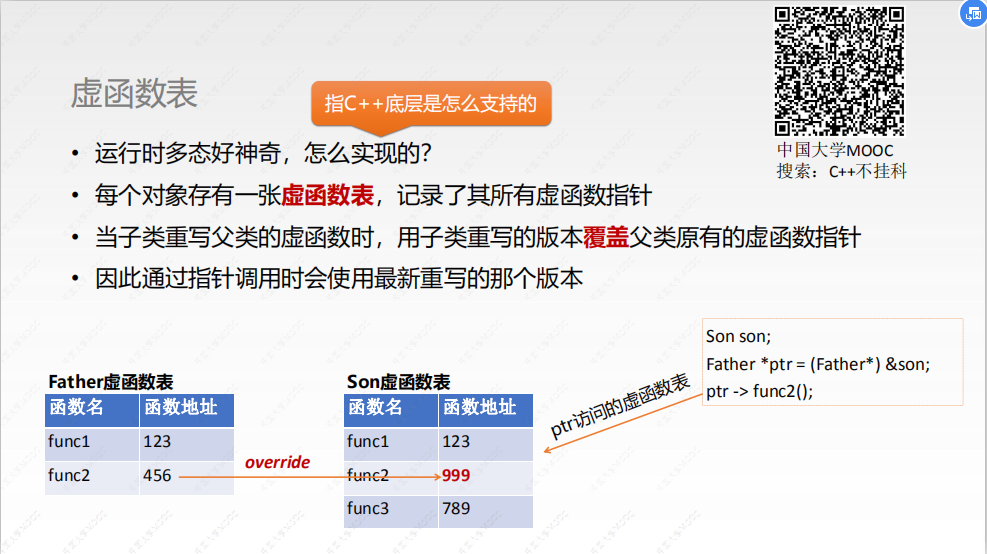 虚函数表
指C++底层是怎么支持的
中国大学MOOC
搜索：C++不挂科
• 运行时多态好神奇，怎么实现的？
• 每个对象存有一张虚函数表，记录了其所有虚函数指针
• 当子类重写父类的虚函数时，用子类重写的版本覆盖父类原有的虚函数指针
• 因此通过指针调用时会使用最新重写的那个版本
Father虚函数表
函数名 函数地址
func1 123
func2 456
override
Son虚函数表
函数名 函数地址
func1 123
func2 999
func3 789
ptr访问的虚函数表
Son son;
Father *ptr = (Father*) &son;
ptr -> func2();